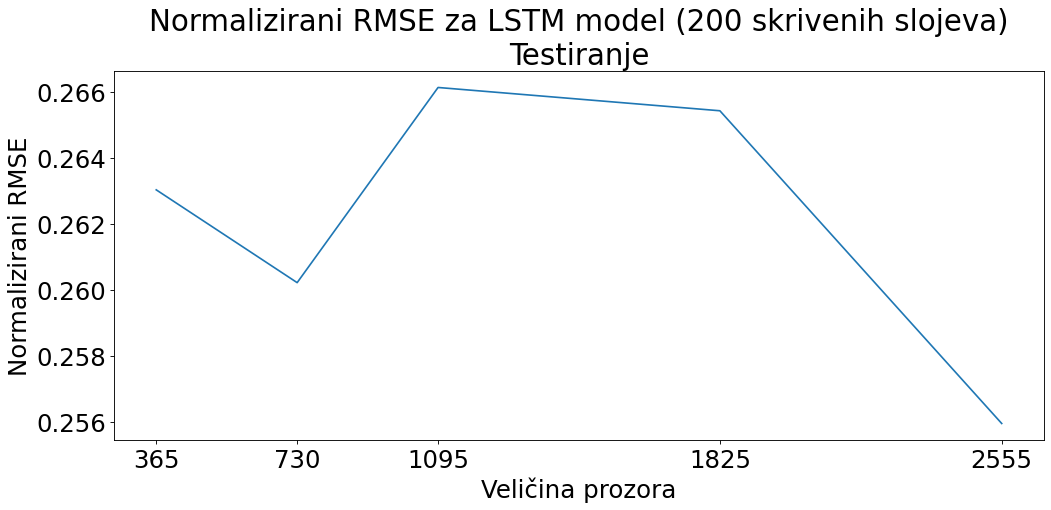 Normalizirani RMSE za LSTM model (200 skrivenih slojeva)
Testiranje
Normalizirani RMSE
0.266
0.264
0.262
0.260
0.258
0.256
365 730 1095 1825 2555
Veličina prozora